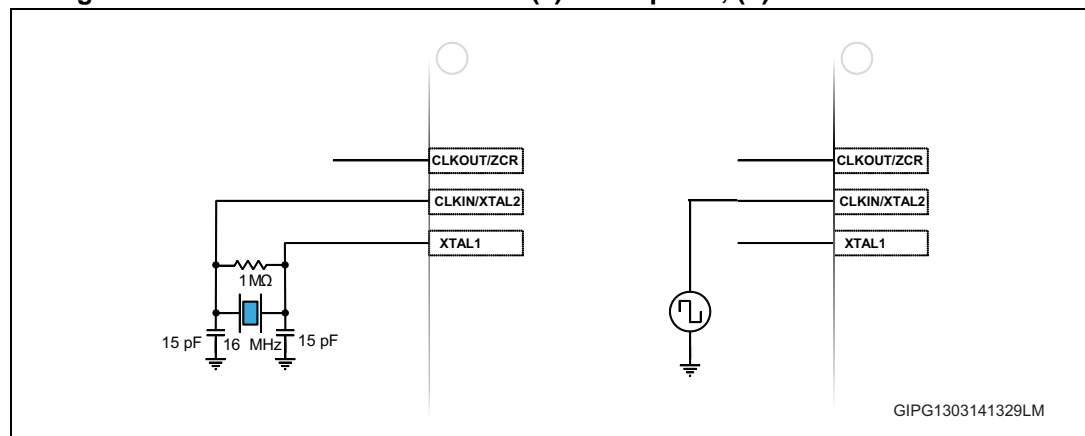 CLKOUT/ZCR
CLKIN/XTAL2
XTAL1
1MΩ
15 pF 16 MHz 15 pF
CLKOUT/ZCR
CLKIN/XTAL2
XTAL1
GIPG1303141329LM